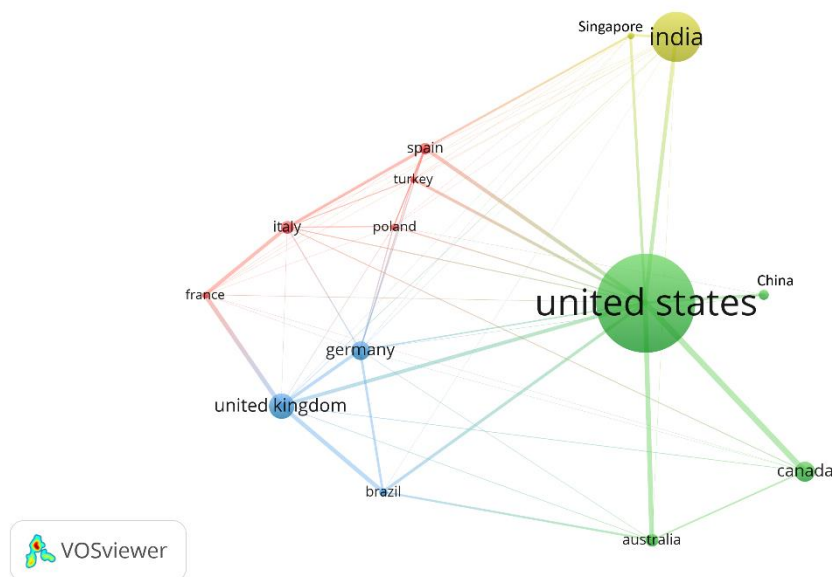 Singapore
india
spain
turkey
italy
poland
China
france
united states
germany
united kingdom
canada
brazil
australia
VOSviewer